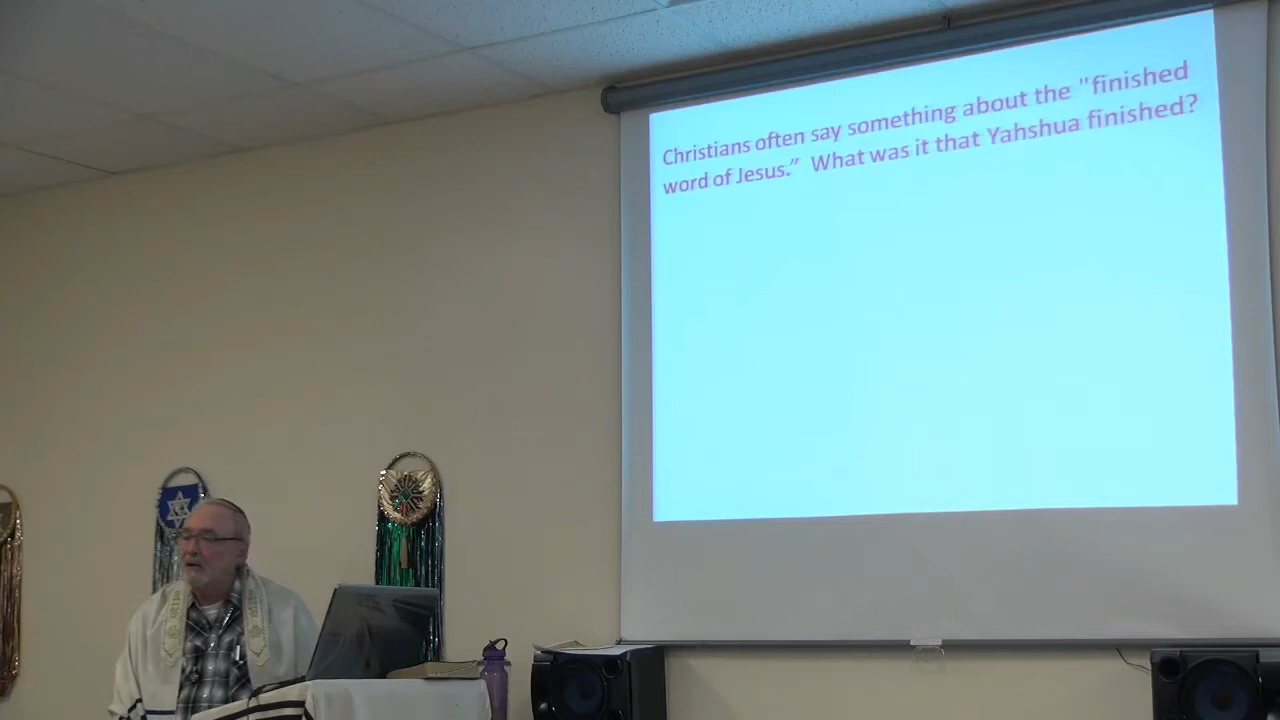 Christians often say something about the "finished
word of Jesus.” What was it that Yahshua finished?